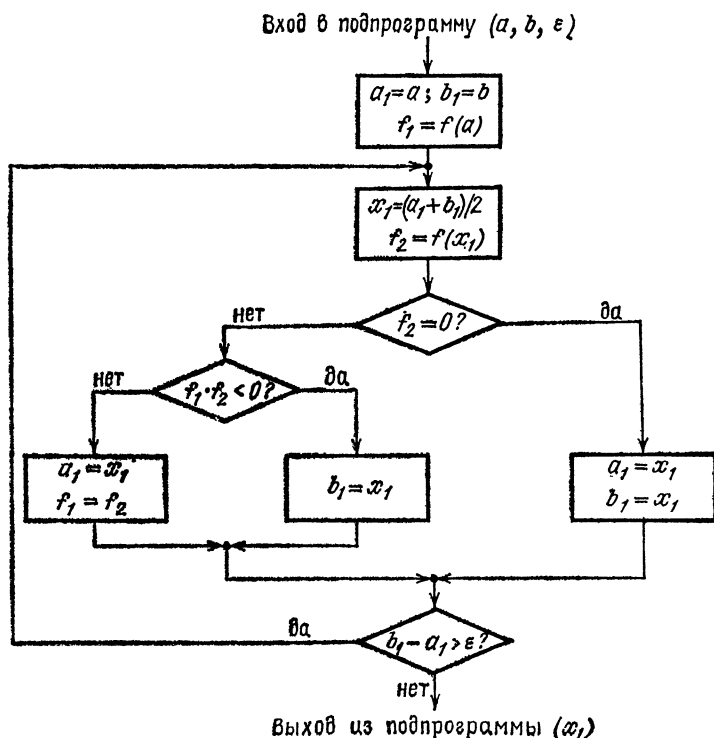 Вход в подпрограмму (a, b, ε)
a₁=a; b₁=b
f₁=f(a)
x₁=(a₁+b₁)/2
f₂=f(x₁)
нет
f₂=0?
да
нет
f₁·f₂<0?
да
a₁=x₁
f₁=f₂
b₁=x₁
a₁=x₁
b₁=x₁
да
b₁-a₁>ε?
нет
Выход из подпрограммы (x₁)